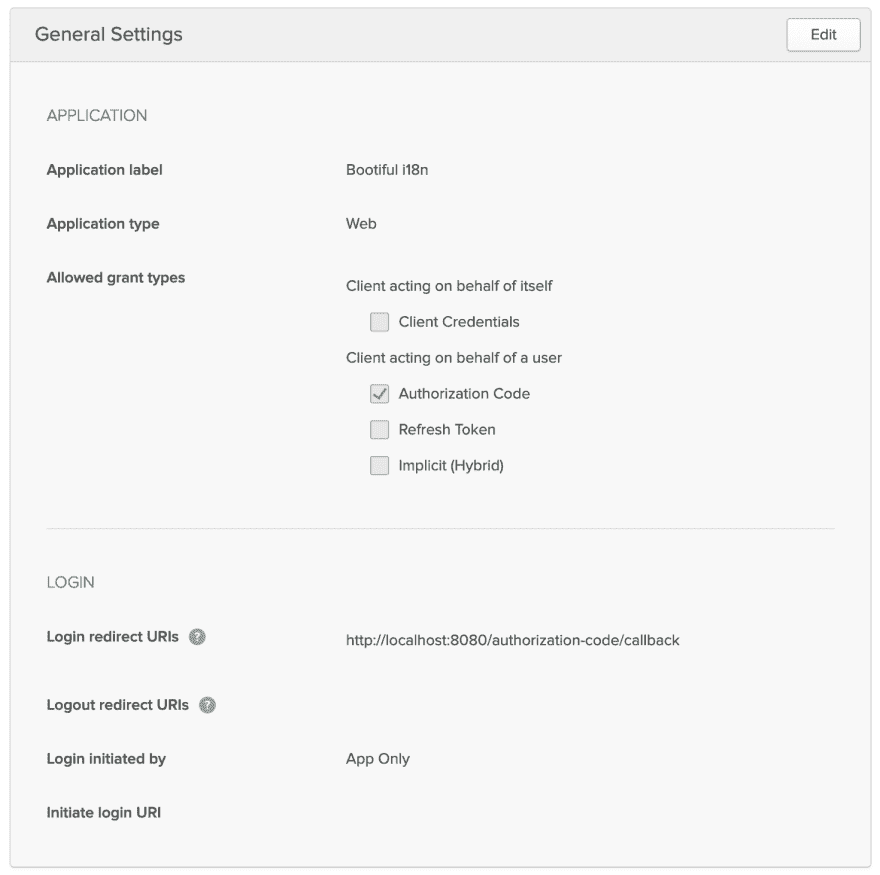 General Settings
Edit
APPLICATION
Application label
Bootiful i18n
Application type
Web
Allowed grant types
Client acting on behalf of itself
Client Credentials
Client acting on behalf of a user
Authorization Code
Refresh Token
Implicit (Hybrid)
LOGIN
Login redirect URIs ?
http://localhost:8080/authorization-code/callback
Logout redirect URIs ?
Login initiated by
App Only
Initiate login URI